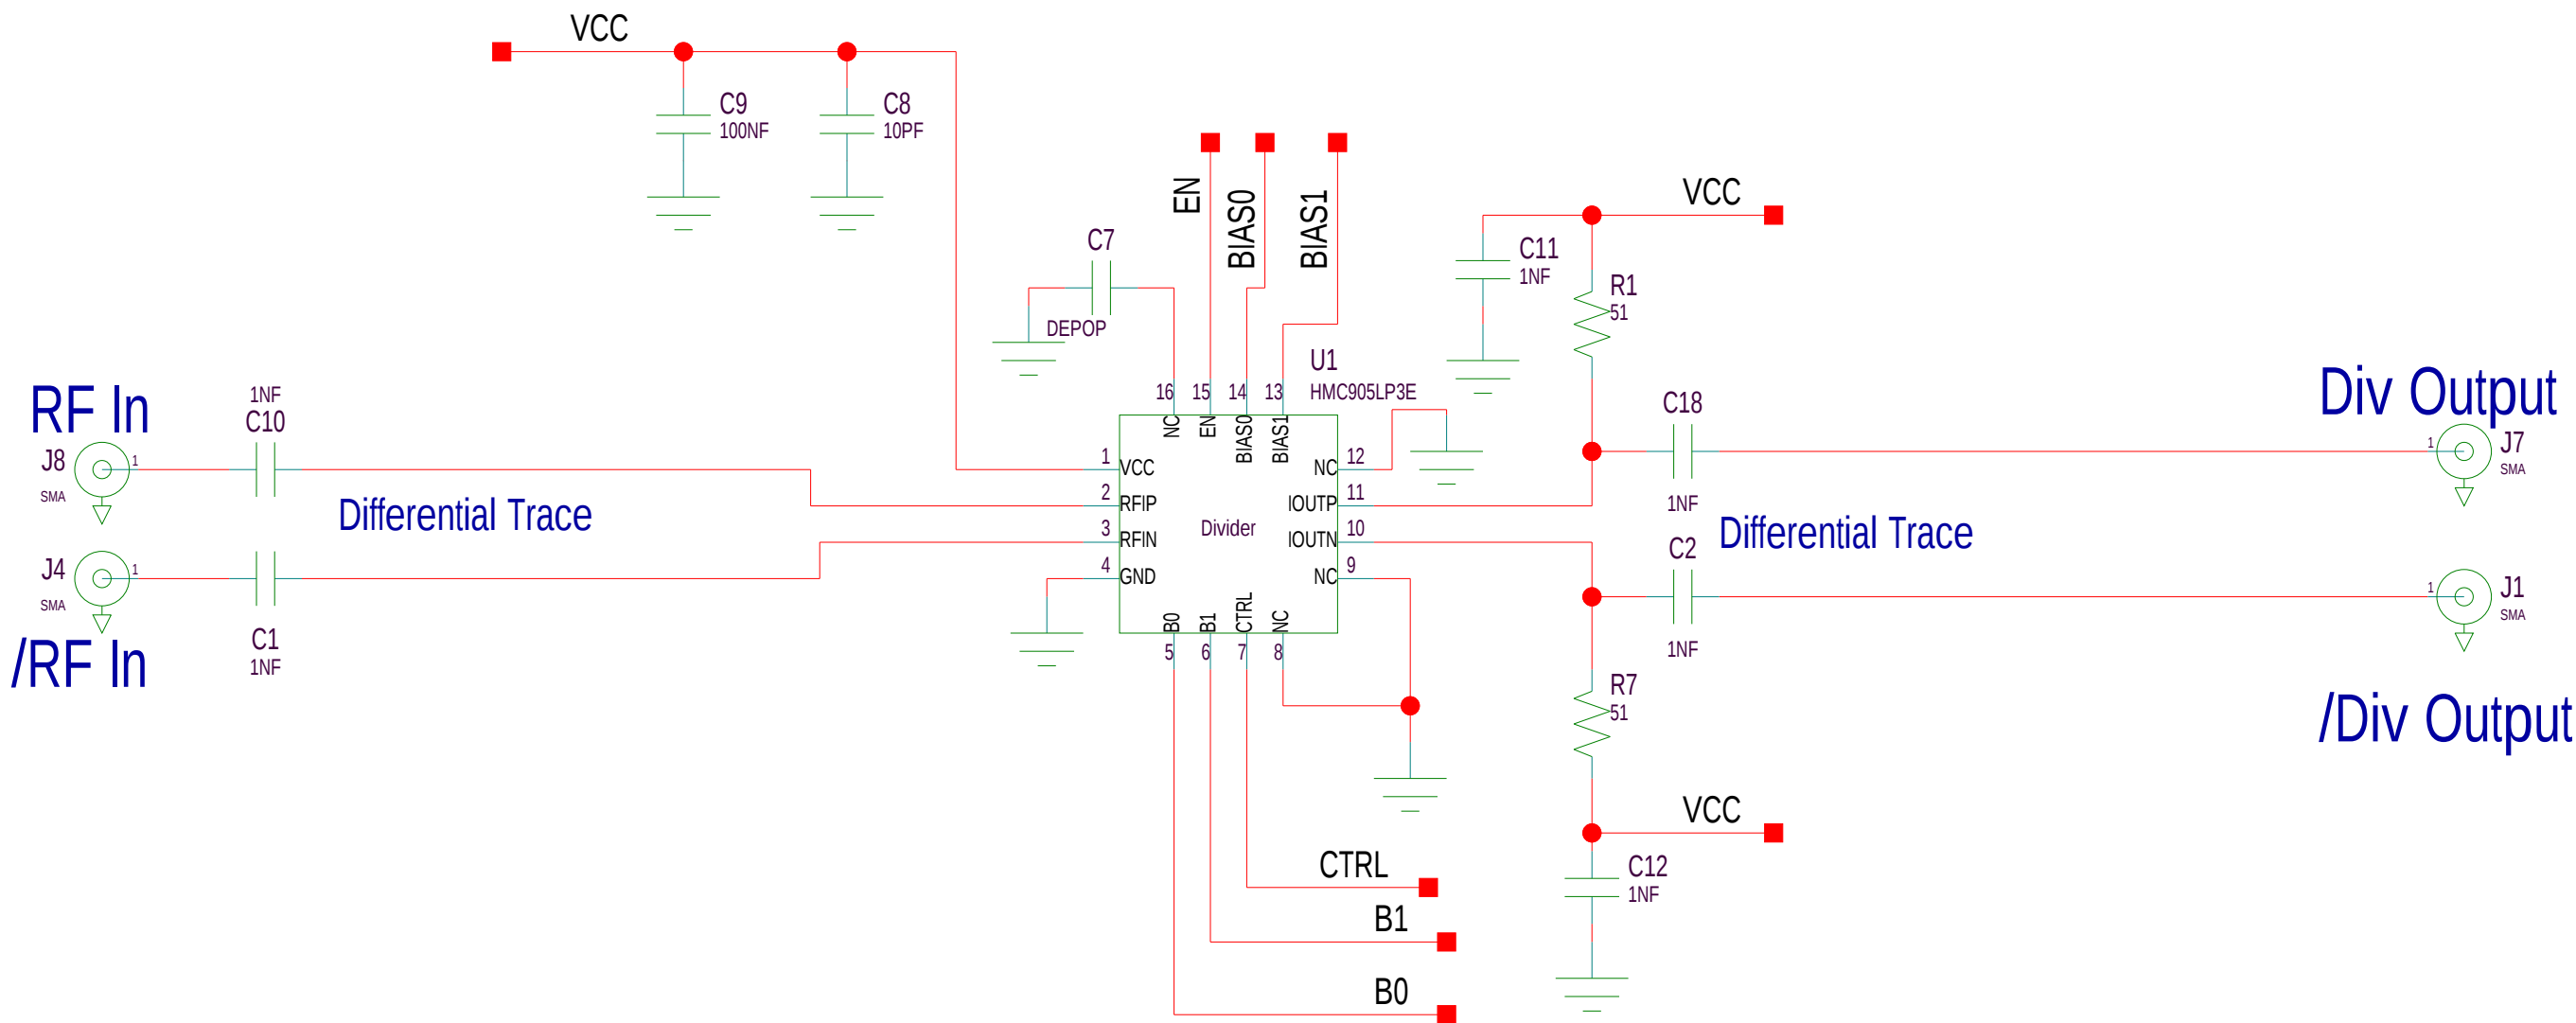 VCC
C9
100NF
C8
10PF
EN
BIAS0
BIAS1
VCC
C7
DEPOP
C11
1NF
R1
51
U1
HMC905LP3E
RF In
1NF
C10
J8
SMA
1
Differential Trace
J4
SMA
1
/RF In
C1
1NF
16
15
14
13
NC
EN
BIAS0
BIAS1
1
VCC
2
RFIP
3
RFIN
4
GND
Divider
NC
12
IOUTP
11
IOUTN
10
NC
9
B0
B1
CTRL
NC
5
6
7
8
C18
1NF
Div Output
1
J7
SMA
Differential Trace
C2
1NF
1
J1
SMA
/Div Output
R7
51
VCC
C12
1NF
CTRL
B1
B0